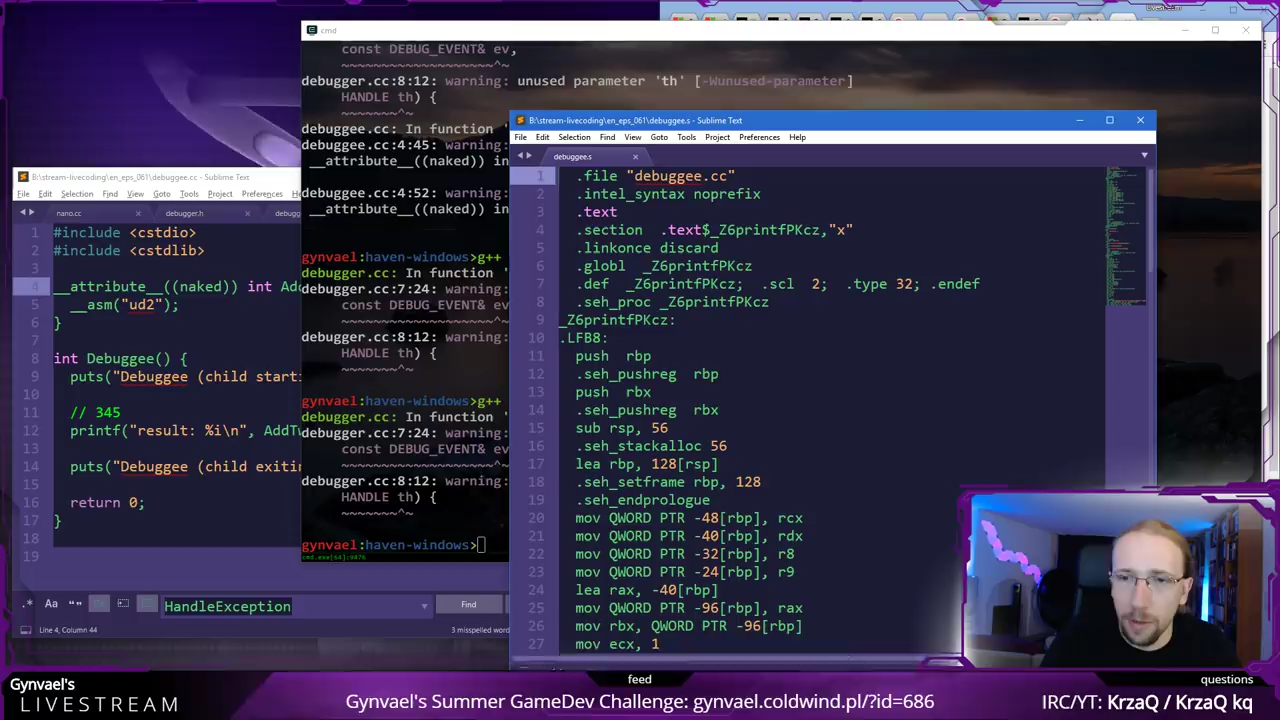 cmd
const DEBUG_EVENT& ev,
~~~~~~~~~~~~~~~~~~^~
debugger.cc:8:12: warning: unused parameter 'th' [-Wunused-parameter]
HANDLE th) {
~~~~~~~^~
debuggee.cc: In function '
debuggee.cc:4:45: warning:
__attribute__((naked)) in
debuggee.cc:4:52: warning:
__attribute__((naked)) in
gynvael:haven-windows>g++
debugger.cc: In function '
debugger.cc:7:24: warning:
const DEBUG_EVENT& ev
~~~~~~~~~~~~~~~~~~^~
debugger.cc:8:12: warning:
HANDLE th) {
~~~~~~~^~
gynvael:haven-windows>g++
debugger.cc: In function '
debugger.cc:7:24: warning:
const DEBUG_EVENT& ev
~~~~~~~~~~~~~~~~~~^~
debugger.cc:8:12: warning:
HANDLE th) {
~~~~~~~^~
gynvael:haven-windows>
cmd.exe[64]:9476
B:\stream-livecoding\en_eps_061\debuggee.cc - Sublime Text
File Edit Selection Find View Goto Tools Project Preferences
nano.cc debugger.h debugg
1 #include <cstdio>
2 #include <cstdlib>
3
4 __attribute__((naked)) int Add
5 __asm("ud2");
6 }
7
8 int Debuggee() {
9 puts("Debuggee (child start
10
11 // 345
12 printf("result: %i\n", AddTw
13
14 puts("Debuggee (child exitin
15
16 return 0;
17 }
18
19
.* Aa “” HandleException Find
Line 4, Column 44 3 misspelled word
B:\stream-livecoding\en_eps_061\debuggee.s - Sublime Text
File Edit Selection Find View Goto Tools Project Preferences Help
debuggee.s
1 .file "debuggee.cc"
2 .intel_syntax noprefix
3 .text
4 .section .text$_Z6printfPKcz,"x"
5 .linkonce discard
6 .globl _Z6printfPKcz
7 .def _Z6printfPKcz; .scl 2; .type 32; .endef
8 .seh_proc _Z6printfPKcz
9 _Z6printfPKcz:
10 .LFB8:
11 push rbp
12 .seh_pushreg rbp
13 push rbx
14 .seh_pushreg rbx
15 sub rsp, 56
16 .seh_stackalloc 56
17 lea rbp, 128[rsp]
18 .seh_setframe rbp, 128
19 .seh_endprologue
20 mov QWORD PTR -48[rbp], rcx
21 mov QWORD PTR -40[rbp], rdx
22 mov QWORD PTR -32[rbp], r8
23 mov QWORD PTR -24[rbp], r9
24 lea rax, -40[rbp]
25 mov QWORD PTR -96[rbp], rax
26 mov rbx, QWORD PTR -96[rbp]
27 mov ecx, 1
Gynvael's
LIVESTREAM
feed
Gynvael's Summer GameDev Challenge: gynvael.coldwind.pl/?id=686
questions
IRC/YT: KrzaQ / KrzaQ kq